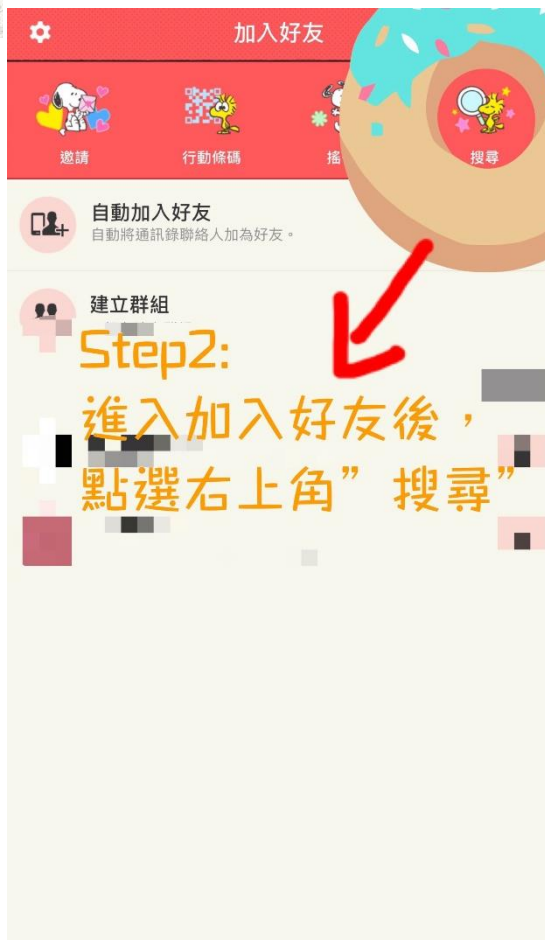 加入好友
邀請
行動條碼
搖
搜尋
自動加入好友
自動將通訊錄聯絡人加為好友。
建立群組
Step2:
進入加入好友後，
點選右上角”搜尋”